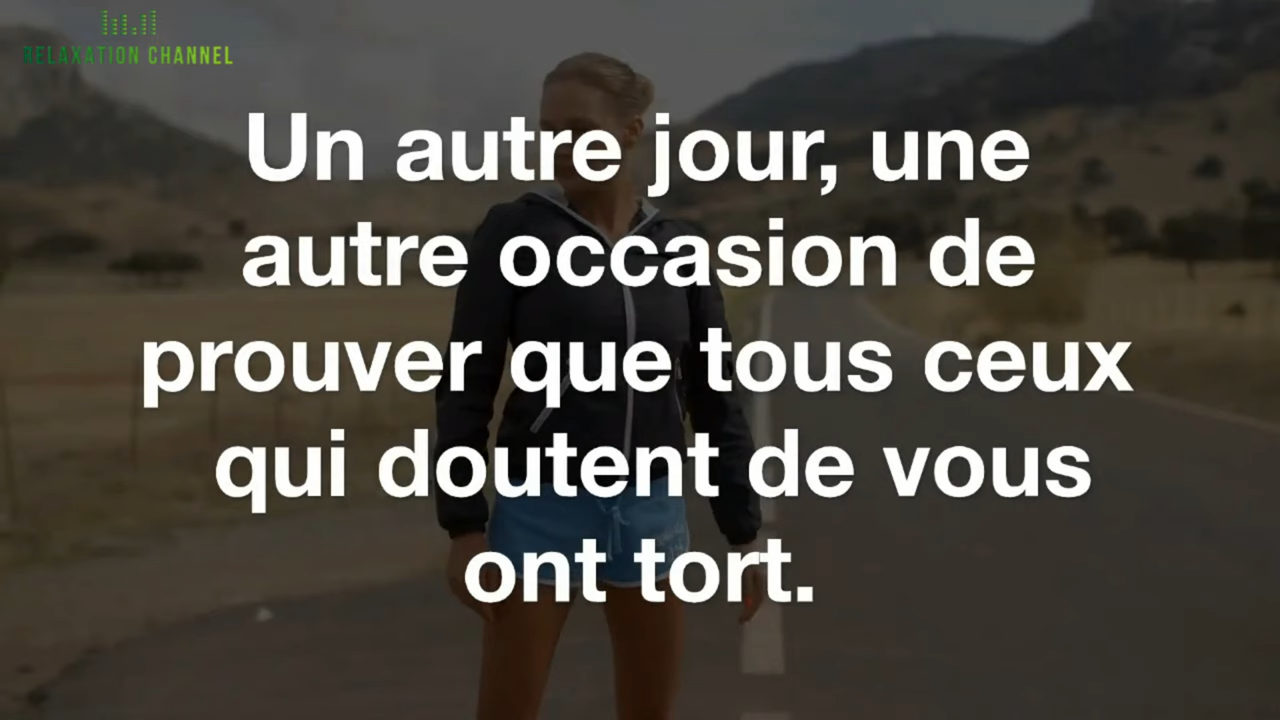 RELAXATION CHANNEL
Un autre jour, une
autre occasion de
prouver que tous ceux
qui doutent de vous
ont tort.